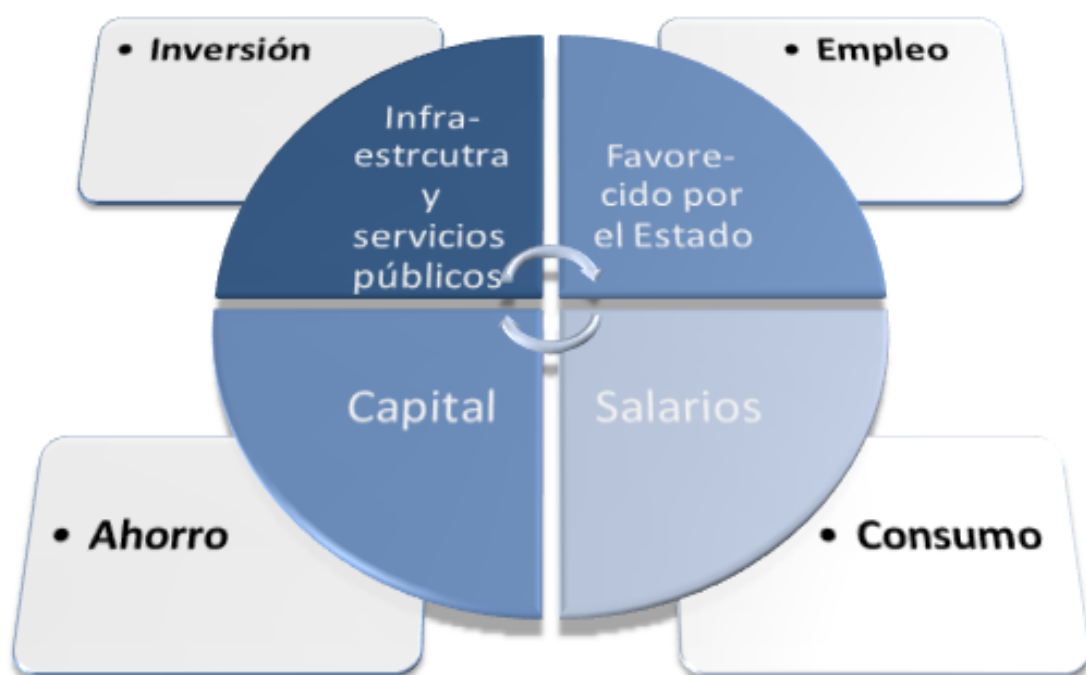 • Inversión
• Empleo
Infra-
estrcutra
y
servicios
públicos
Favore-
cido por
el Estado
Capital
Salarios
• Ahorro
• Consumo